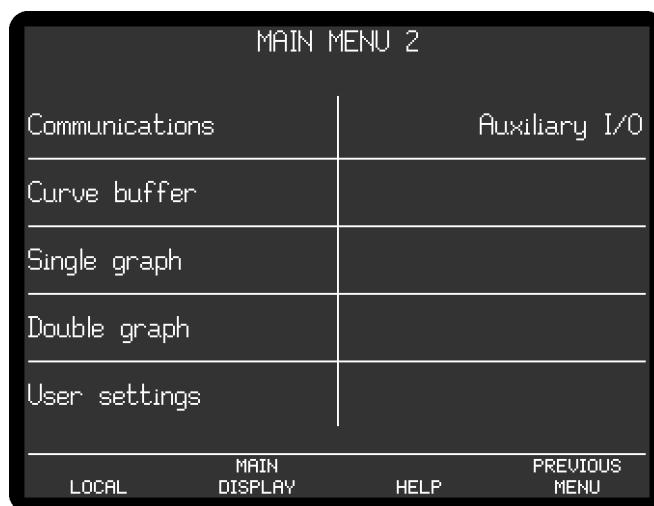 MAIN MENU 2
Communications Auxiliary I/O
Curve buffer
Single graph
Double graph
User settings
LOCAL MAIN DISPLAY HELP PREVIOUS MENU